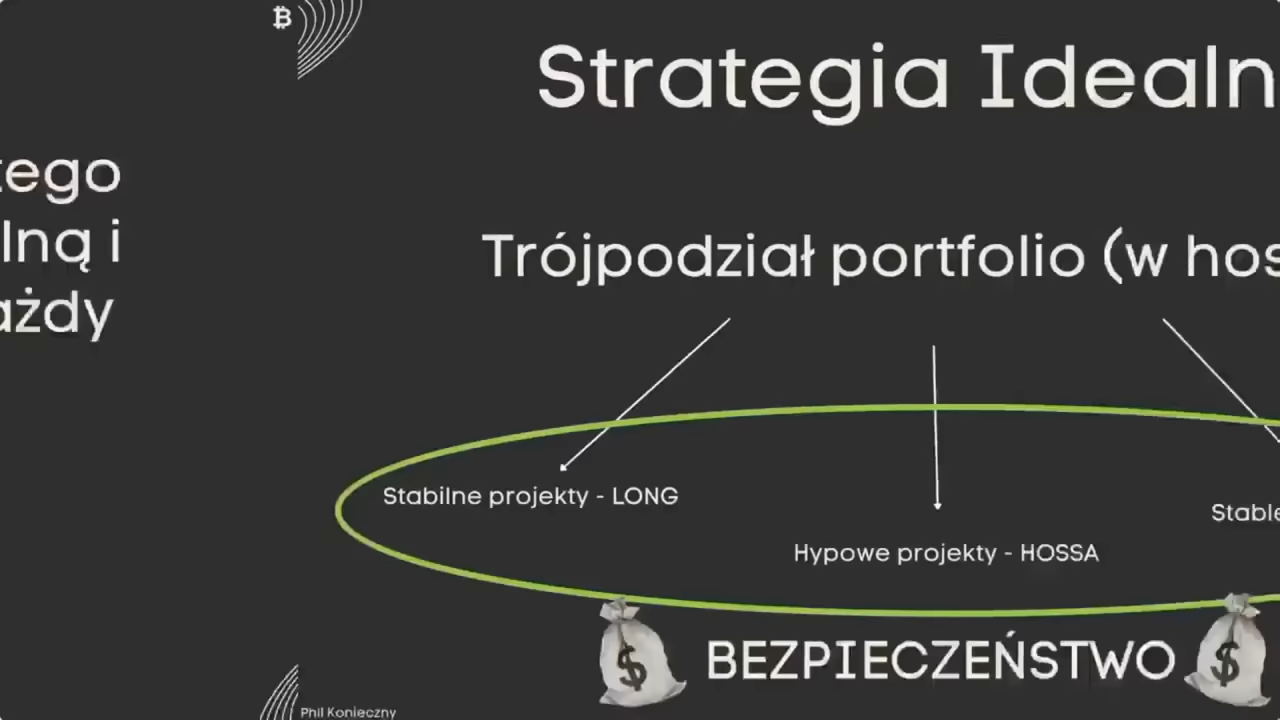 Strategia Idealn
tego
lną i
ażdy
Trójpodział portfolio (w hos
Stabilne projekty - LONG
Stable
Hypowe projekty - HOSSA
BEZPIECZEŃSTWO
$
$
Phil Konieczny